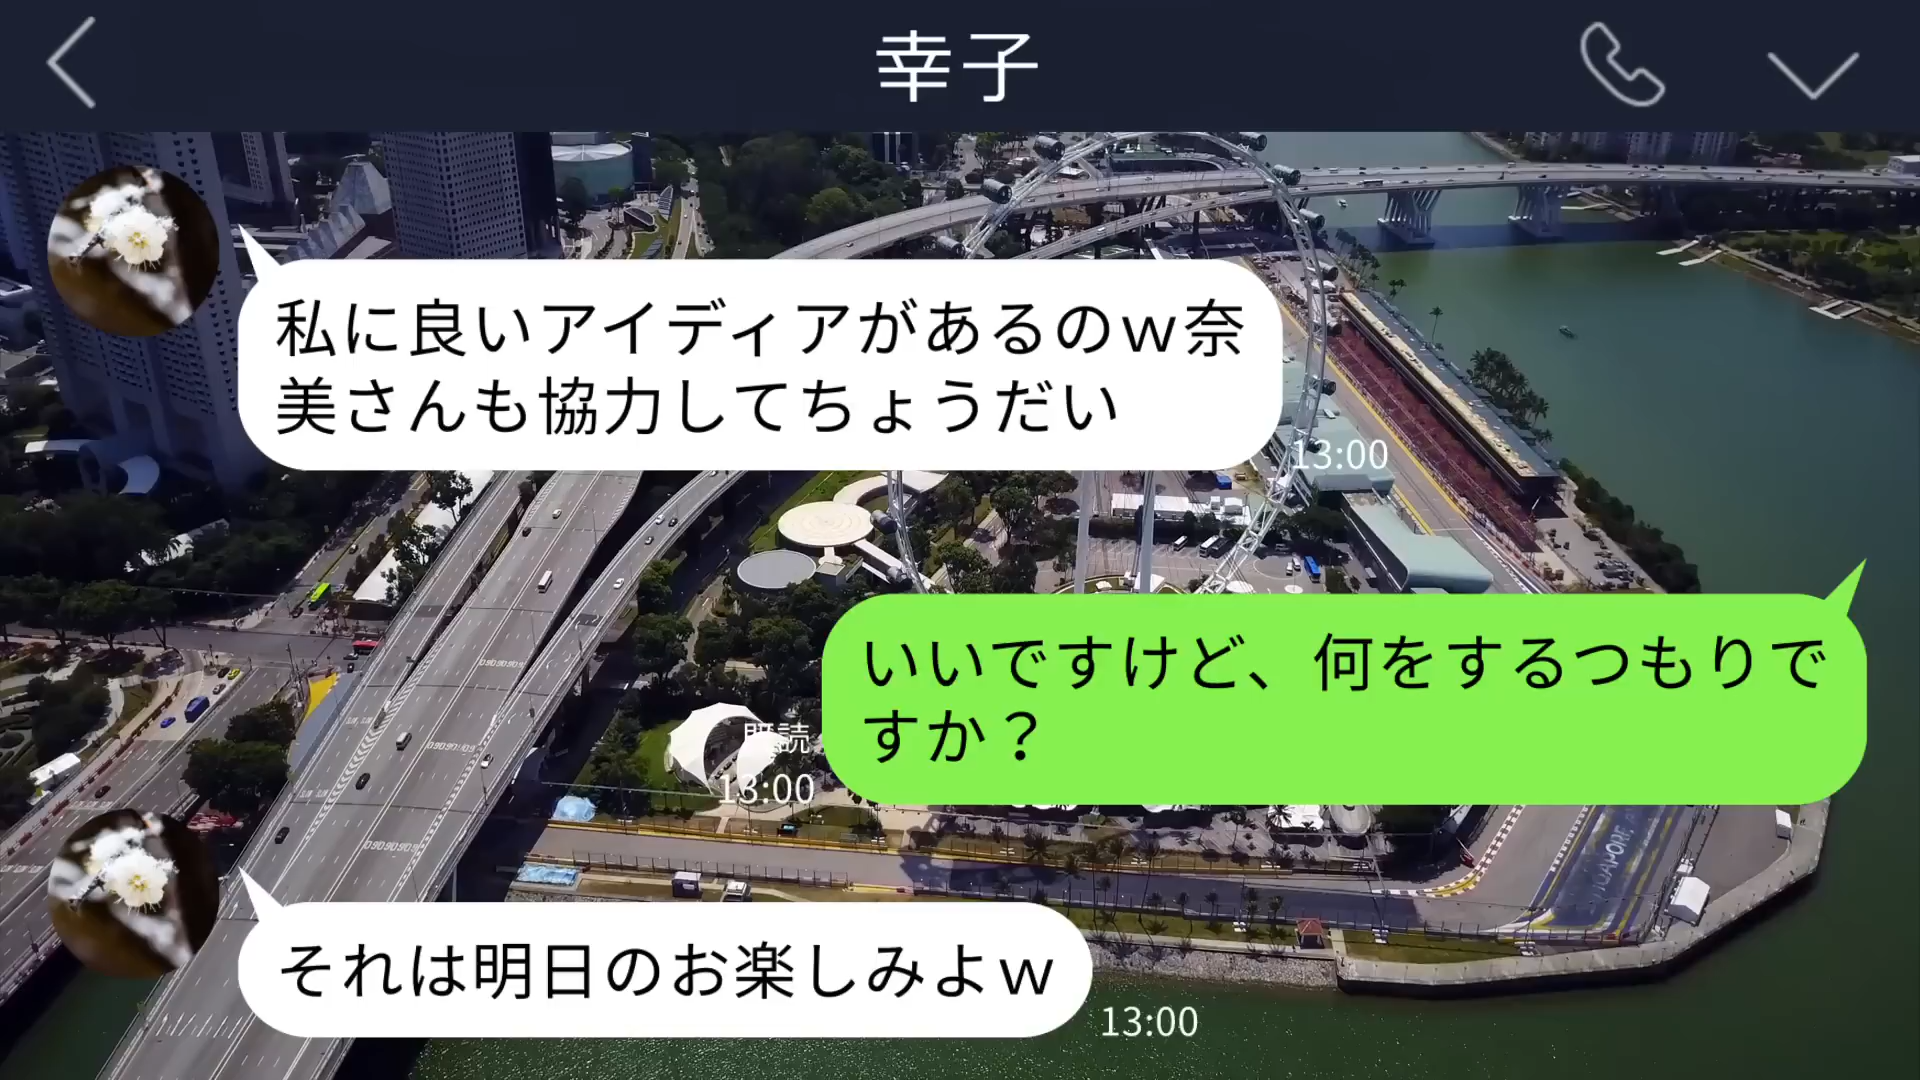 幸子
私に良いアイディアがあるのｗ奈
美さんも協力してちょうだい
13:00
いいですけど、何をするつもりで
すか？
既読
13:00
それは明日のお楽しみよｗ
13:00